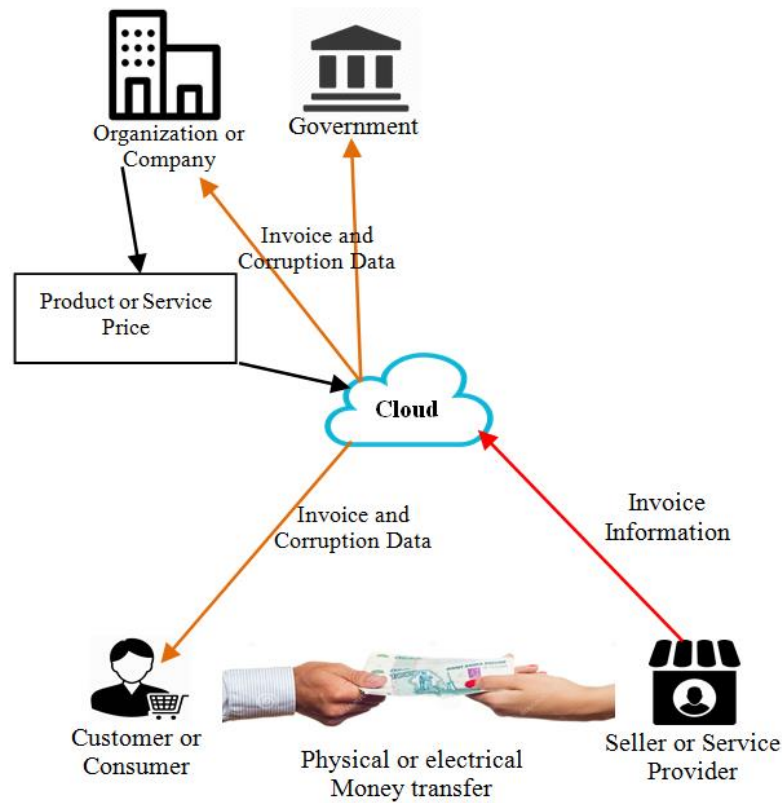 Organization or
Company
Government
Invoice and
Corruption Data
Product or Service
Price
Cloud
Invoice and
Corruption Data
Invoice
Information
Customer or
Consumer
Physical or electrical
Money transfer
Seller or Service
Provider